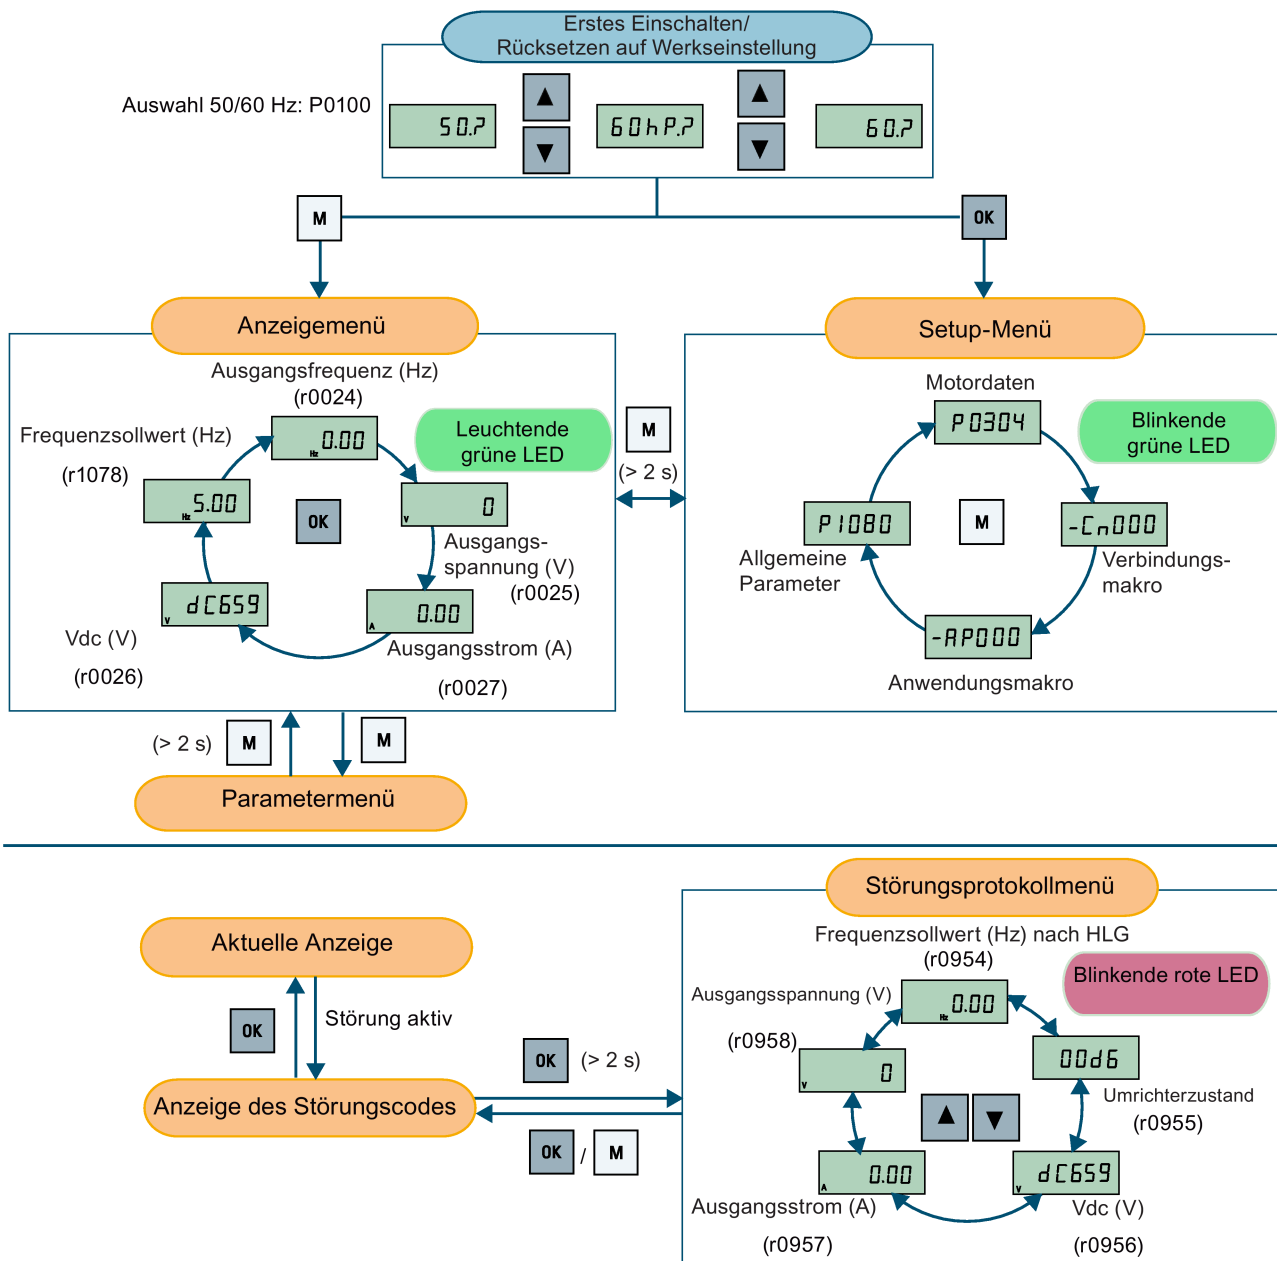 Erstes Einschalten/
Rücksetzen auf Werkseinstellung
Auswahl 50/60 Hz: P0100
50.?
60hP.?
60.?
M
OK
Anzeigemenü
Setup-Menü
Ausgangsfrequenz (Hz)
(r0024)
Hz 0.00
Frequenzsollwert (Hz)
(r1078)
Leuchtende
grüne LED
Hz 5.00
OK
V 0
Ausgangs-
spannung (V)
(r0025)
V dC659
A 0.00
Vdc (V)
(r0026)
Ausgangsstrom (A)
(r0027)
M
(> 2 s)
Motordaten
P0304
Blinkende
grüne LED
P1080
M
-Cn000
Allgemeine
Parameter
Verbindungs-
makro
-AP000
Anwendungsmakro
(> 2 s)
M
M
Parametermenü
Störungsprotokollmenü
Aktuelle Anzeige
OK
Störung aktiv
Anzeige des Störungscodes
OK (> 2 s)
OK / M
Frequenzsollwert (Hz) nach HLG
(r0954)
Blinkende rote LED
Ausgangsspannung (V)
(r0958)
Hz 0.00
V 0
00d6
Umrichterzustand
(r0955)
▲ ▼
A 0.00
V dC659
Ausgangsstrom (A)
(r0957)
Vdc (V)
(r0956)